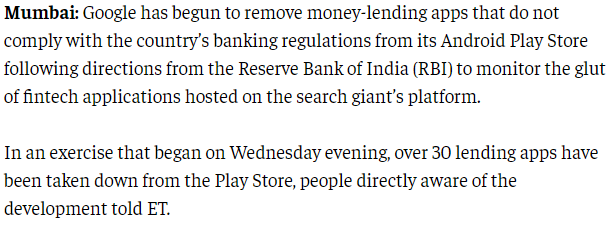 Mumbai: Google has begun to remove money-lending apps that do not
comply with the country’s banking regulations from its Android Play Store
following directions from the Reserve Bank of India (RBI) to monitor the glut
of fintech applications hosted on the search giant’s platform.
In an exercise that began on Wednesday evening, over 30 lending apps have
been taken down from the Play Store, people directly aware of the
development told ET.